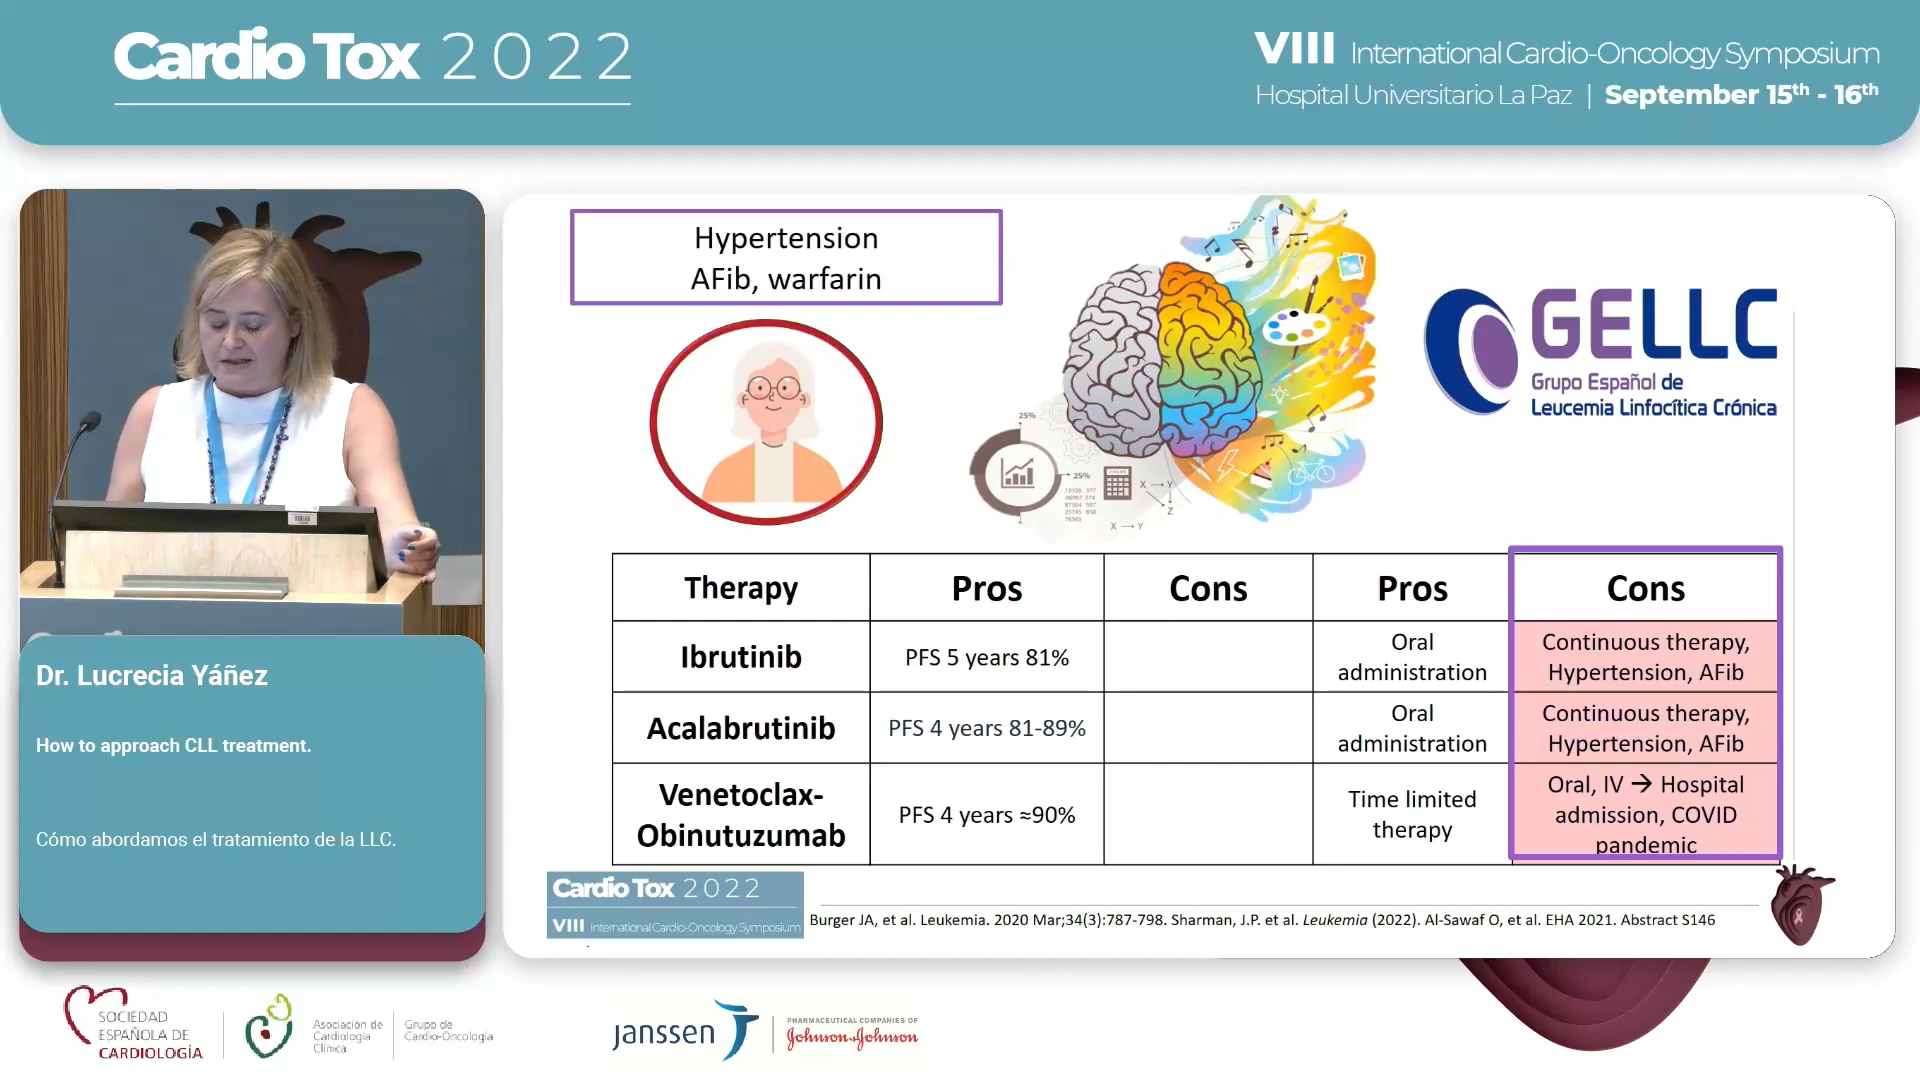 Cardio Tox 2022
VIII International Cardio-Oncology Symposium
Hospital Universitario La Paz | September 15th - 16th
Hypertension
AFib, warfarin
GELLC
Grupo Español de
Leucemia Linfocítica Crónica
25%
25%
X → Y
Z
X → Y
Therapy Pros Cons Pros Cons
Ibrutinib PFS 5 years 81% Oral administration Continuous therapy, Hypertension, AFib
Acalabrutinib PFS 4 years 81-89% Oral administration Continuous therapy, Hypertension, AFib
Venetoclax-Obinutuzumab PFS 4 years ≈90% Time limited therapy Oral, IV → Hospital admission, COVID pandemic
Cardio Tox 2022
VIII International Cardio-Oncology Symposium
Burger JA, et al. Leukemia. 2020 Mar;34(3):787-798. Sharman, J.P. et al. Leukemia (2022). Al-Sawaf O, et al. EHA 2021. Abstract S146
Dr. Lucrecia Yáñez
How to approach CLL treatment.
Cómo abordamos el tratamiento de la LLC.
SOCIEDAD
ESPAÑOLA DE
CARDIOLOGÍA
Asociación de
Cardiología
Clínica
Grupo de
Cardio-Oncología
janssen
PHARMACEUTICAL COMPANIES OF
Johnson & Johnson